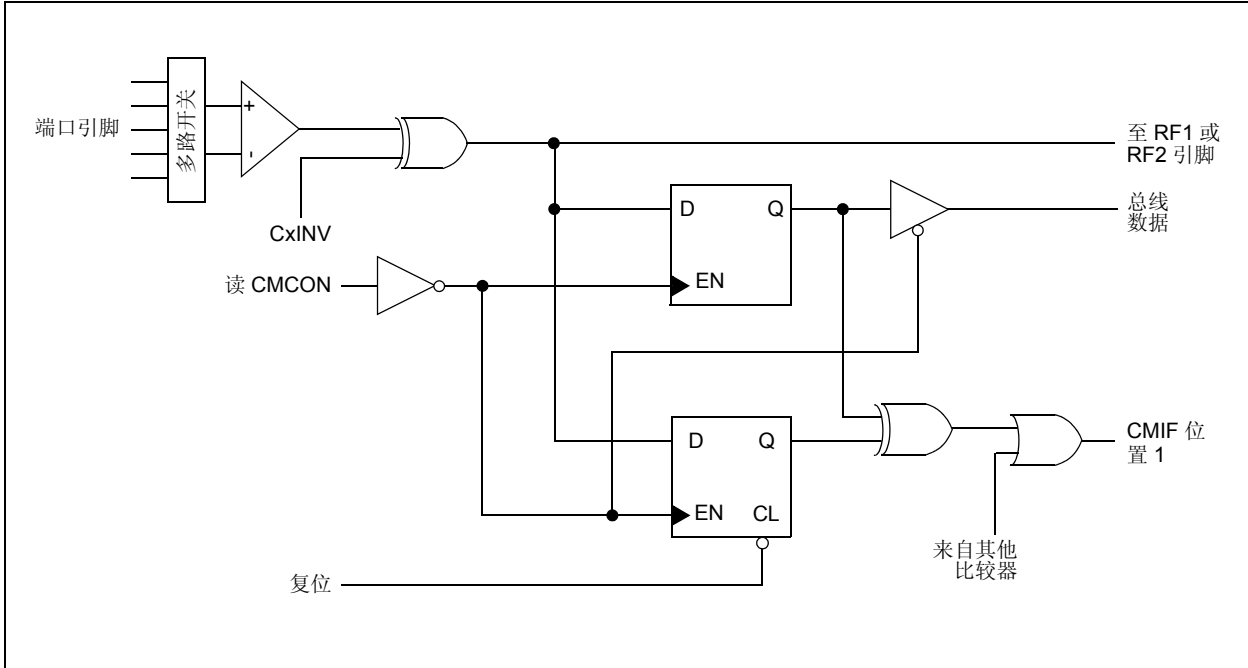 端口引脚
多路开关
+
-
CxINV
至 RF1 或
RF2 引脚
D
Q
总线
数据
读 CMCON
EN
D
Q
CMIF 位
置 1
EN
CL
来自其他
比较器
复位